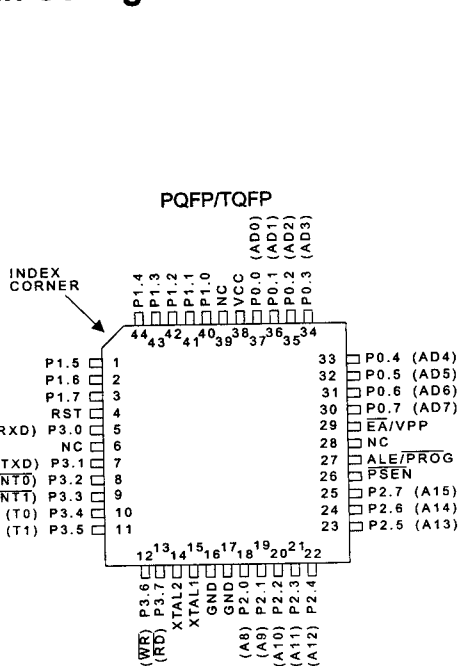 PQFP/TQFP
INDEX
CORNER
P1.4
P1.3
P1.2
P1.1
P1.0
NC
VCC
P0.0 (AD0)
P0.1 (AD1)
P0.2 (AD2)
P0.3 (AD3)
44 43 42 41 40 39 38 37 36 35 34
P1.5 1
P1.6 2
P1.7 3
RST 4
RXD) P3.0 5
NC 6
TXD) P3.1 7
NT0) P3.2 8
NT1) P3.3 9
(T0) P3.4 10
(T1) P3.5 11
33 P0.4 (AD4)
32 P0.5 (AD5)
31 P0.6 (AD6)
30 P0.7 (AD7)
29 EA/VPP
28 NC
27 ALE/PROG
26 PSEN
25 P2.7 (A15)
24 P2.6 (A14)
23 P2.5 (A13)
12 13 14 15 16 17 18 19 20 21 22
(WR) P3.6
(RD) P3.7
XTAL2
XTAL1
GND
GND
(A8) P2.0
(A9) P2.1
(A10) P2.2
(A11) P2.3
(A12) P2.4